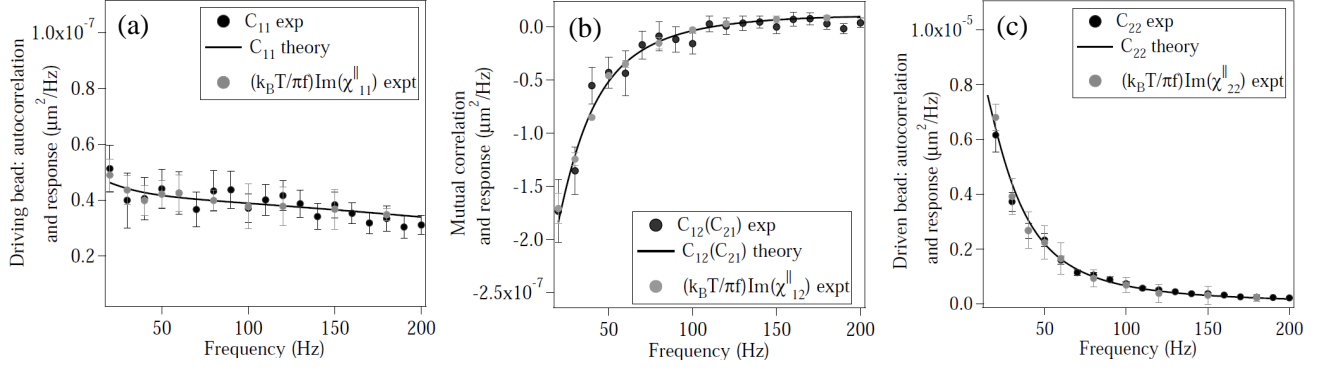 (a)
C₁₁ exp
C₁₁ theory
(k_BT/πf)Im(χ^∥₁₁) expt
Driving bead: autocorrelation
and response (μm²/Hz)
1.0x10⁻⁷
0.8
0.6
0.4
0.2
50
100
150
200
Frequency (Hz)
(b)
C₁₂(C₂₁) exp
C₁₂(C₂₁) theory
(k_BT/πf)Im(χ^∥₁₂) expt
Mutual correlation
and response (μm²/Hz)
0.0
-0.5
-1.0
-1.5
-2.0
-2.5x10⁻⁷
50
100
150
200
Frequency (Hz)
(c)
C₂₂ exp
C₂₂ theory
(k_BT/πf)Im(χ^∥₂₂) expt
Driven bead: autocorrelation
and response (μm²/Hz)
1.0x10⁻⁵
0.8
0.6
0.4
0.2
0.0
50
100
150
200
Frequency (Hz)